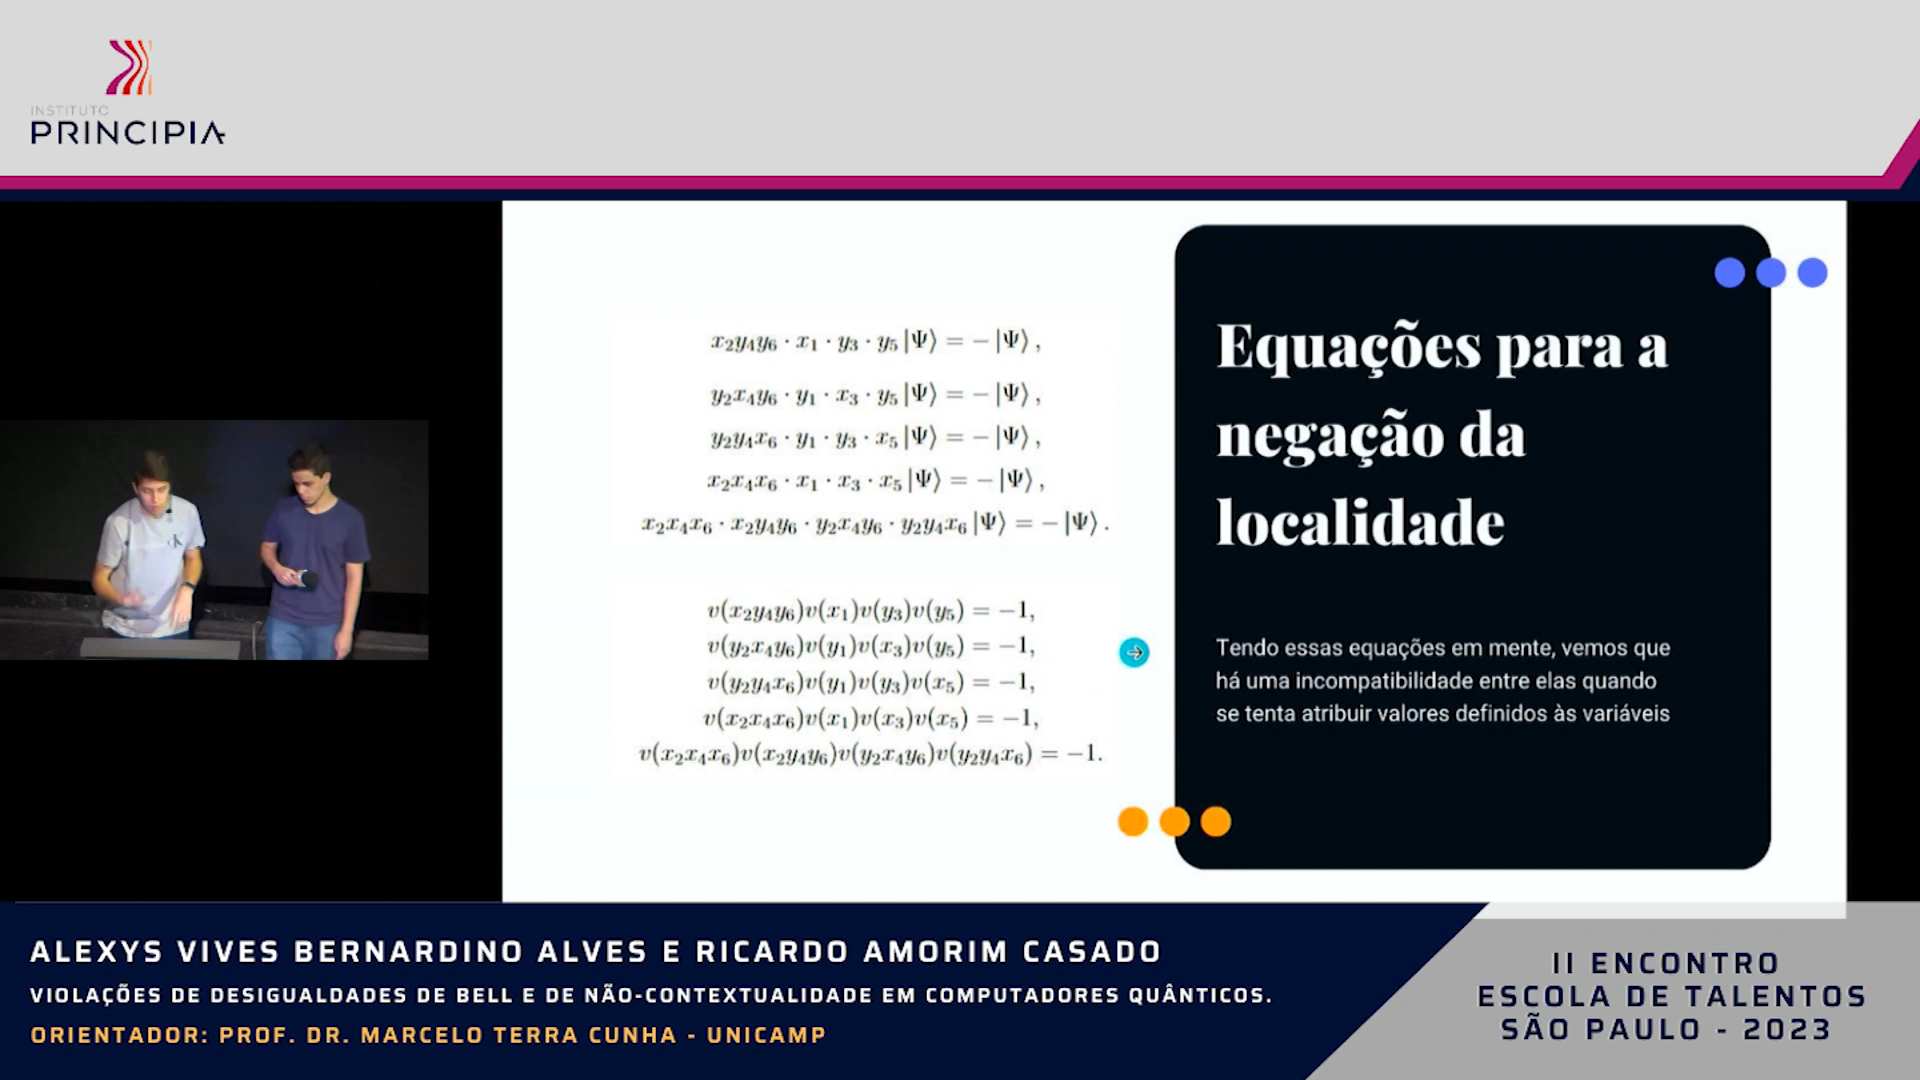 INSTITUTO
PRINCIPIA
x₂y₄y₆ · x₁ · y₃ · y₅ |Ψ⟩ = − |Ψ⟩ ,
y₂x₄y₆ · y₁ · x₃ · y₅ |Ψ⟩ = − |Ψ⟩ ,
y₂y₄x₆ · y₁ · y₃ · x₅ |Ψ⟩ = − |Ψ⟩ ,
x₂x₄x₆ · x₁ · x₃ · x₅ |Ψ⟩ = − |Ψ⟩ ,
x₂x₄x₆ · x₂y₄y₆ · y₂x₄y₆ · y₂y₄x₆ |Ψ⟩ = − |Ψ⟩ .
v(x₂y₄y₆)v(x₁)v(y₃)v(y₅) = −1,
v(y₂x₄y₆)v(y₁)v(x₃)v(y₅) = −1,
v(y₂y₄x₆)v(y₁)v(y₃)v(x₅) = −1,
v(x₂x₄x₆)v(x₁)v(x₃)v(x₅) = −1,
v(x₂x₄x₆)v(x₂y₄y₆)v(y₂x₄y₆)v(y₂y₄x₆) = −1.
Equações para a
negação da
localidade
Tendo essas equações em mente, vemos que
há uma incompatibilidade entre elas quando
se tenta atribuir valores definidos às variáveis
ALEXYS VIVES BERNARDINO ALVES E RICARDO AMORIM CASADO
VIOLAÇÕES DE DESIGUALDADES DE BELL E DE NÃO-CONTEXTUALIDADE EM COMPUTADORES QUÂNTICOS.
ORIENTADOR: PROF. DR. MARCELO TERRA CUNHA - UNICAMP
II ENCONTRO
ESCOLA DE TALENTOS
SÃO PAULO - 2023